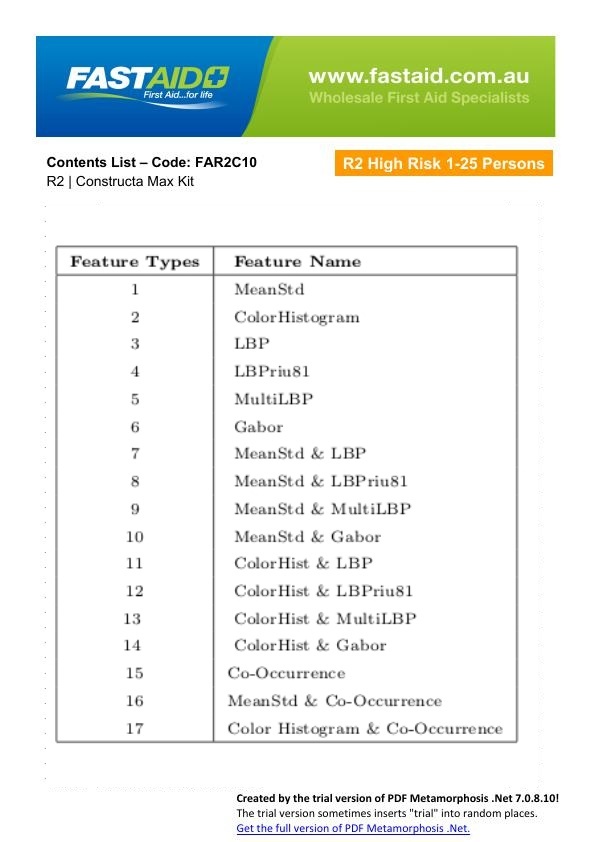 FASTAID
First Aid...for life
www.fastaid.com.au
Wholesale First Aid Specialists
Contents List – Code: FAR2C10
R2 High Risk 1-25 Persons
R2 | Constructa Max Kit
Feature Types Feature Name
1 MeanStd
2 ColorHistogram
3 LBP
4 LBPriu81
5 MultiLBP
6 Gabor
7 MeanStd & LBP
8 MeanStd & LBPriu81
9 MeanStd & MultiLBP
10 MeanStd & Gabor
11 ColorHist & LBP
12 ColorHist & LBPriu81
13 ColorHist & MultiLBP
14 ColorHist & Gabor
15 Co-Occurrence
16 MeanStd & Co-Occurrence
17 Color Histogram & Co-Occurrence
Created by the trial version of PDF Metamorphosis .Net 7.0.8.10!
The trial version sometimes inserts "trial" into random places.
Get the full version of PDF Metamorphosis .Net.